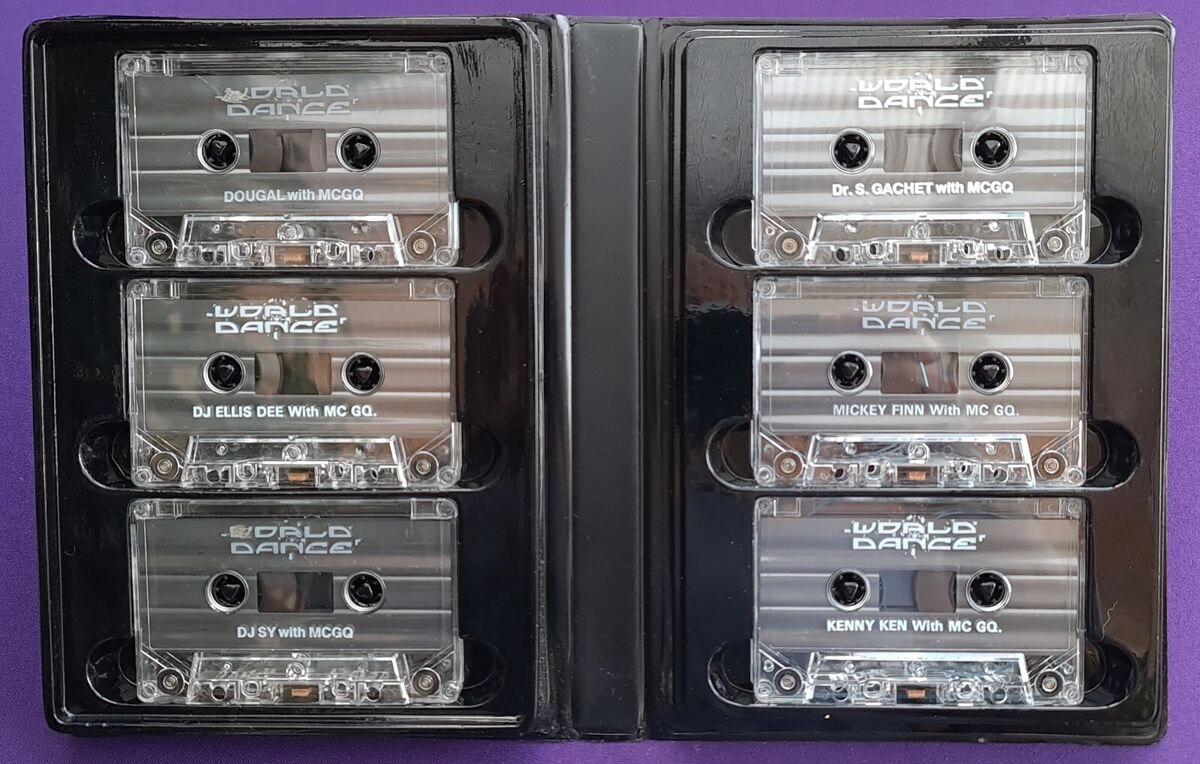 WORLD
DANCE
DOUGAL with MCGQ
WORLD
DANCE
DJ ELLIS DEE With MC GQ.
WORLD
DANCE
DJ SY with MCGQ
WORLD
DANCE
Dr. S. GACHET with MCGQ
WORLD
DANCE
MICKEY FINN With MC GQ.
WORLD
DANCE
KENNY KEN With MC GQ.